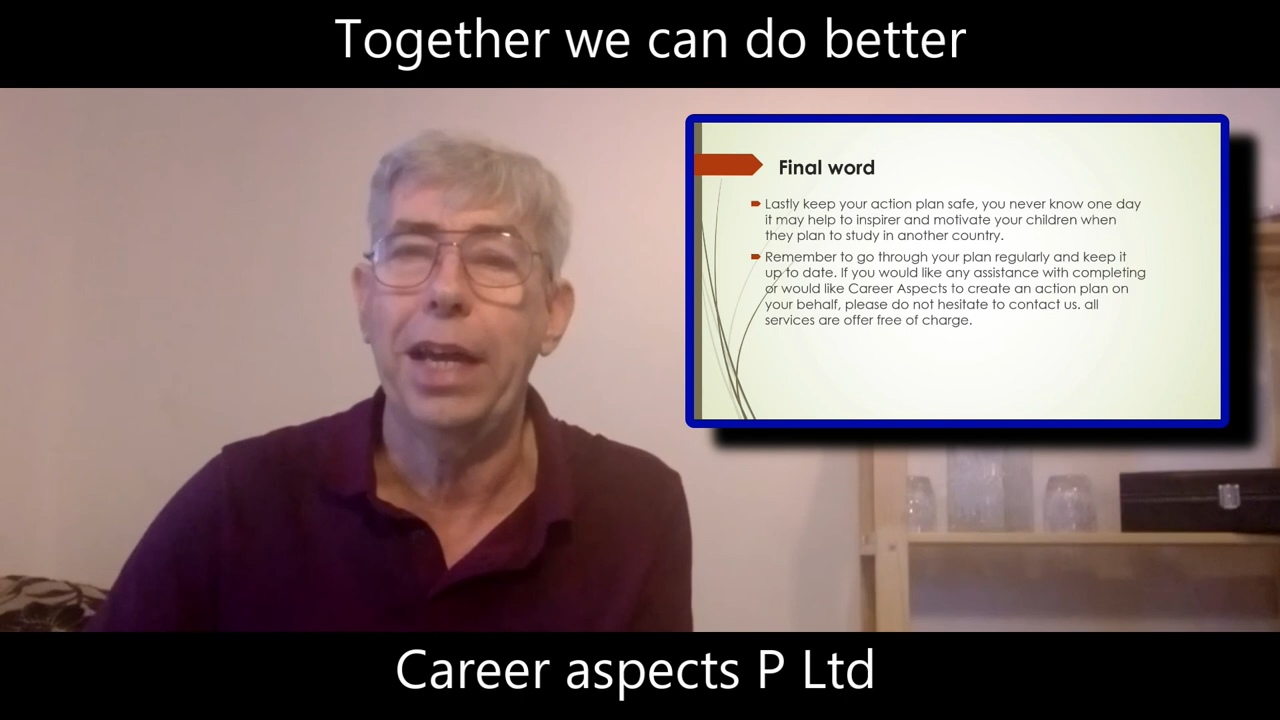 Together we can do better
Final word
Lastly keep your action plan safe, you never know one day
it may help to inspirer and motivate your children when
they plan to study in another country.
Remember to go through your plan regularly and keep it
up to date. If you would like any assistance with completing
or would like Career Aspects to create an action plan on
your behalf, please do not hesitate to contact us. all
services are offer free of charge.
Career aspects P Ltd